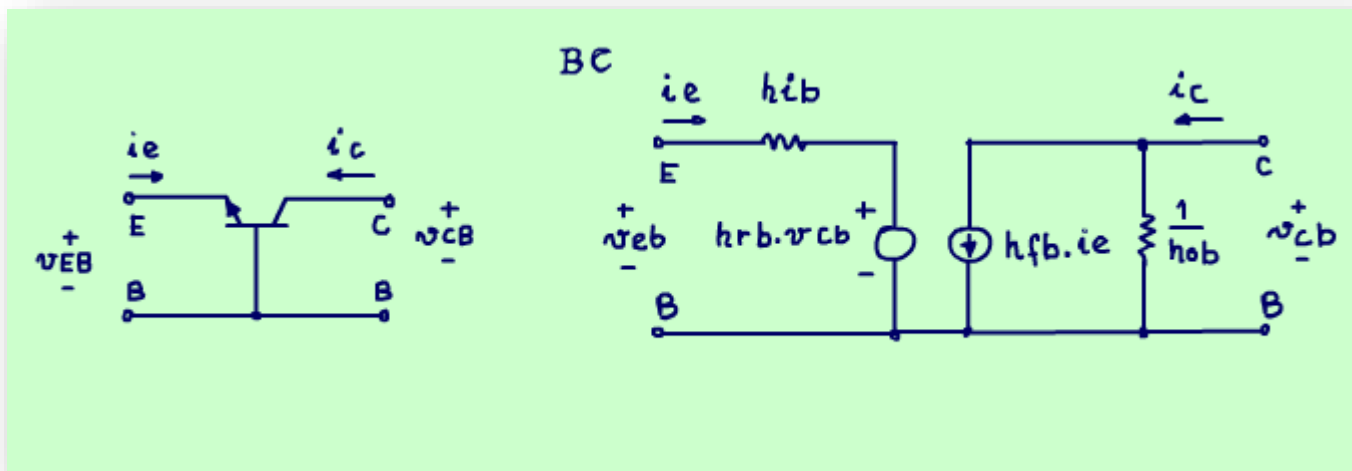 BC
ie
ic
E
C
+
vEB
-
+
vCB
-
B
B
ie
hib
ic
E
C
+
veb
-
hrb.vcb
+
-
hfb.ie
1
hob
+
vcb
-
B
B